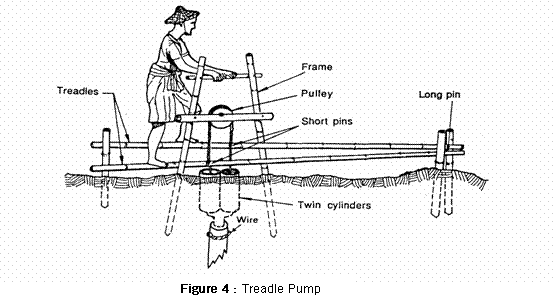 Frame
Pulley
Treadles
Long pin
Short pins
Twin cylinders
Wire
Figure 4 : Treadle Pump